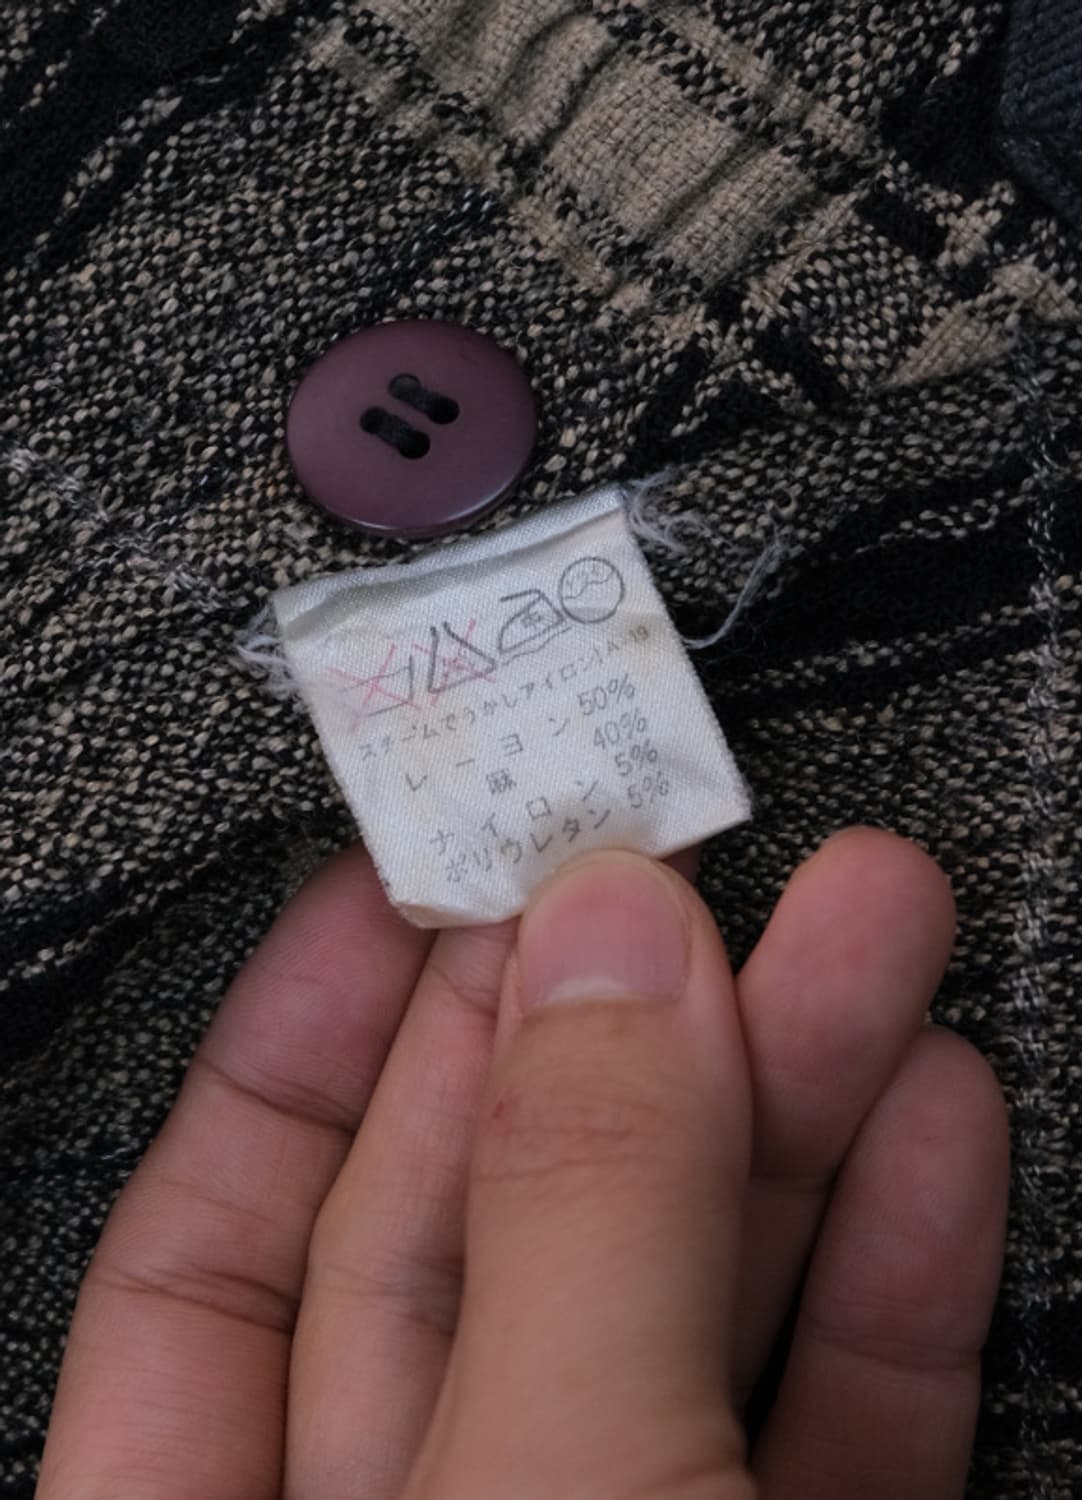 スチームでうかしアイロン A-19
レーヨン 50%
麻 40%
ナイロン 5%
ポリウレタン 5%